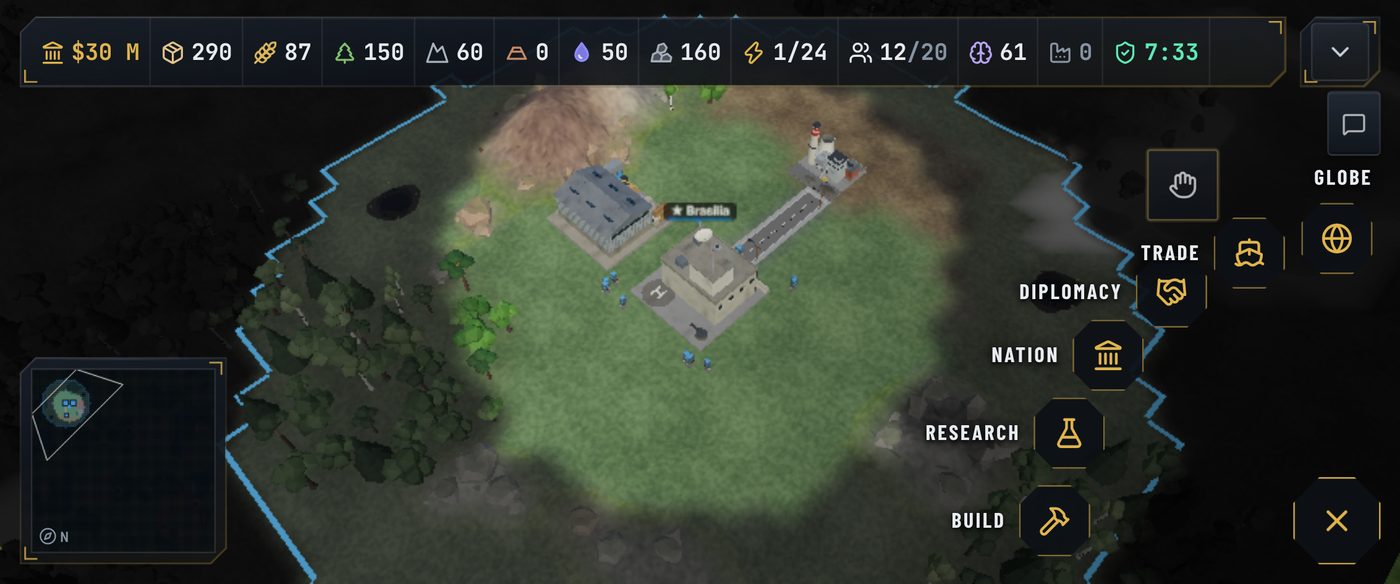 $30 M 290 87 150 60 0 50 160 1/24 12/20 61 0 7:33
GLOBE
★ Brasília
TRADE
DIPLOMACY
NATION
RESEARCH
BUILD
N